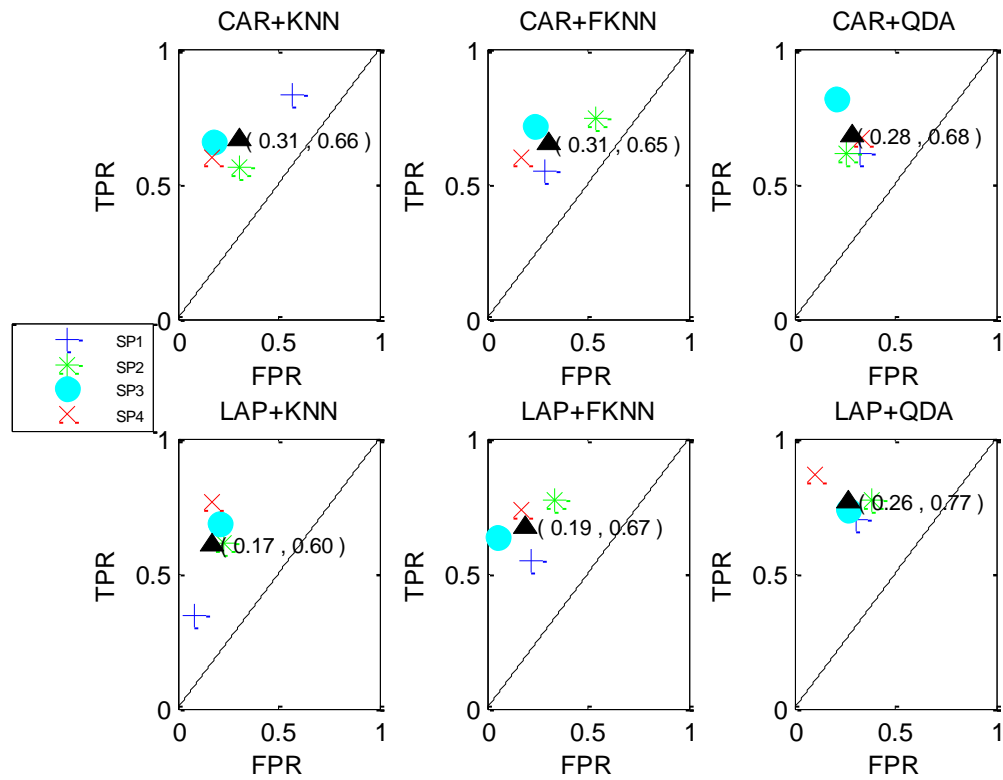 CAR+KNN
1
0.5
0
TPR
( 0.31 , 0.66 )
0
0.5
1
FPR
CAR+FKNN
1
0.5
0
TPR
( 0.31 , 0.65 )
0
0.5
1
FPR
CAR+QDA
1
0.5
0
TPR
( 0.28 , 0.68 )
0
0.5
1
FPR
SP1
SP2
SP3
SP4
LAP+KNN
1
0.5
0
TPR
( 0.17 , 0.60 )
0
0.5
1
FPR
LAP+FKNN
1
0.5
0
TPR
( 0.19 , 0.67 )
0
0.5
1
FPR
LAP+QDA
1
0.5
0
TPR
( 0.26 , 0.77 )
0
0.5
1
FPR